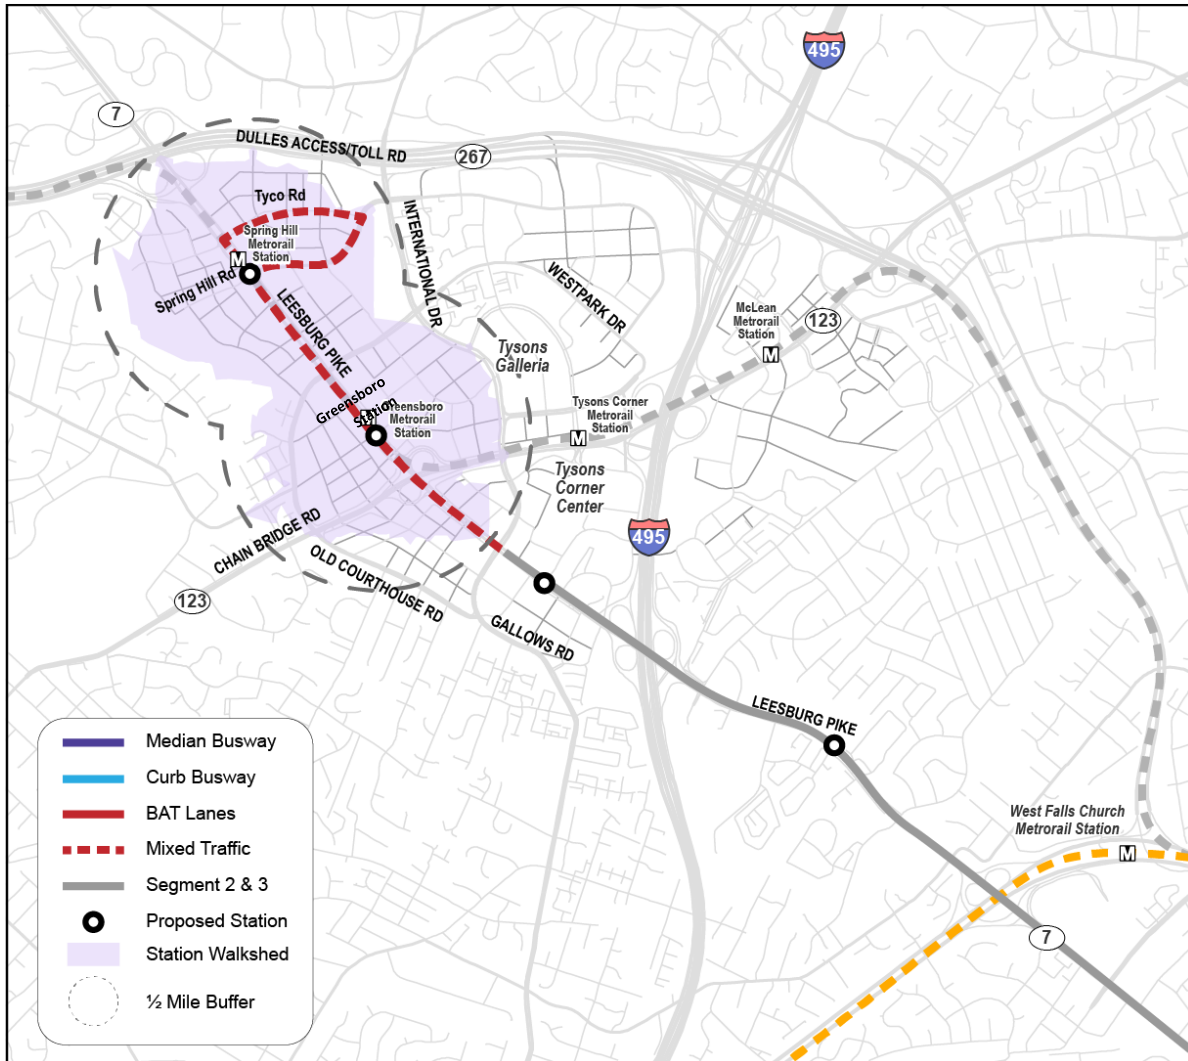 495
7
DULLES ACCESS/TOLL RD
267
Tyco Rd
INTERNATIONAL DR
Spring Hill
Metrorail
Station
M
Spring Hill Rd
WESTPARK DR
LEESBURG PIKE
McLean
Metrorail
Station
123
M
Tysons
Galleria
Greensboro
Station
M
Greensboro
Metrorail
Station
Tysons Corner
Metrorail
Station
M
Tysons
Corner
Center
CHAIN BRIDGE RD
495
OLD COURTHOUSE RD
123
GALLOWS RD
LEESBURG PIKE
West Falls Church
Metrorail Station
M
7
Median Busway
Curb Busway
BAT Lanes
Mixed Traffic
Segment 2 & 3
Proposed Station
Station Walkshed
½ Mile Buffer